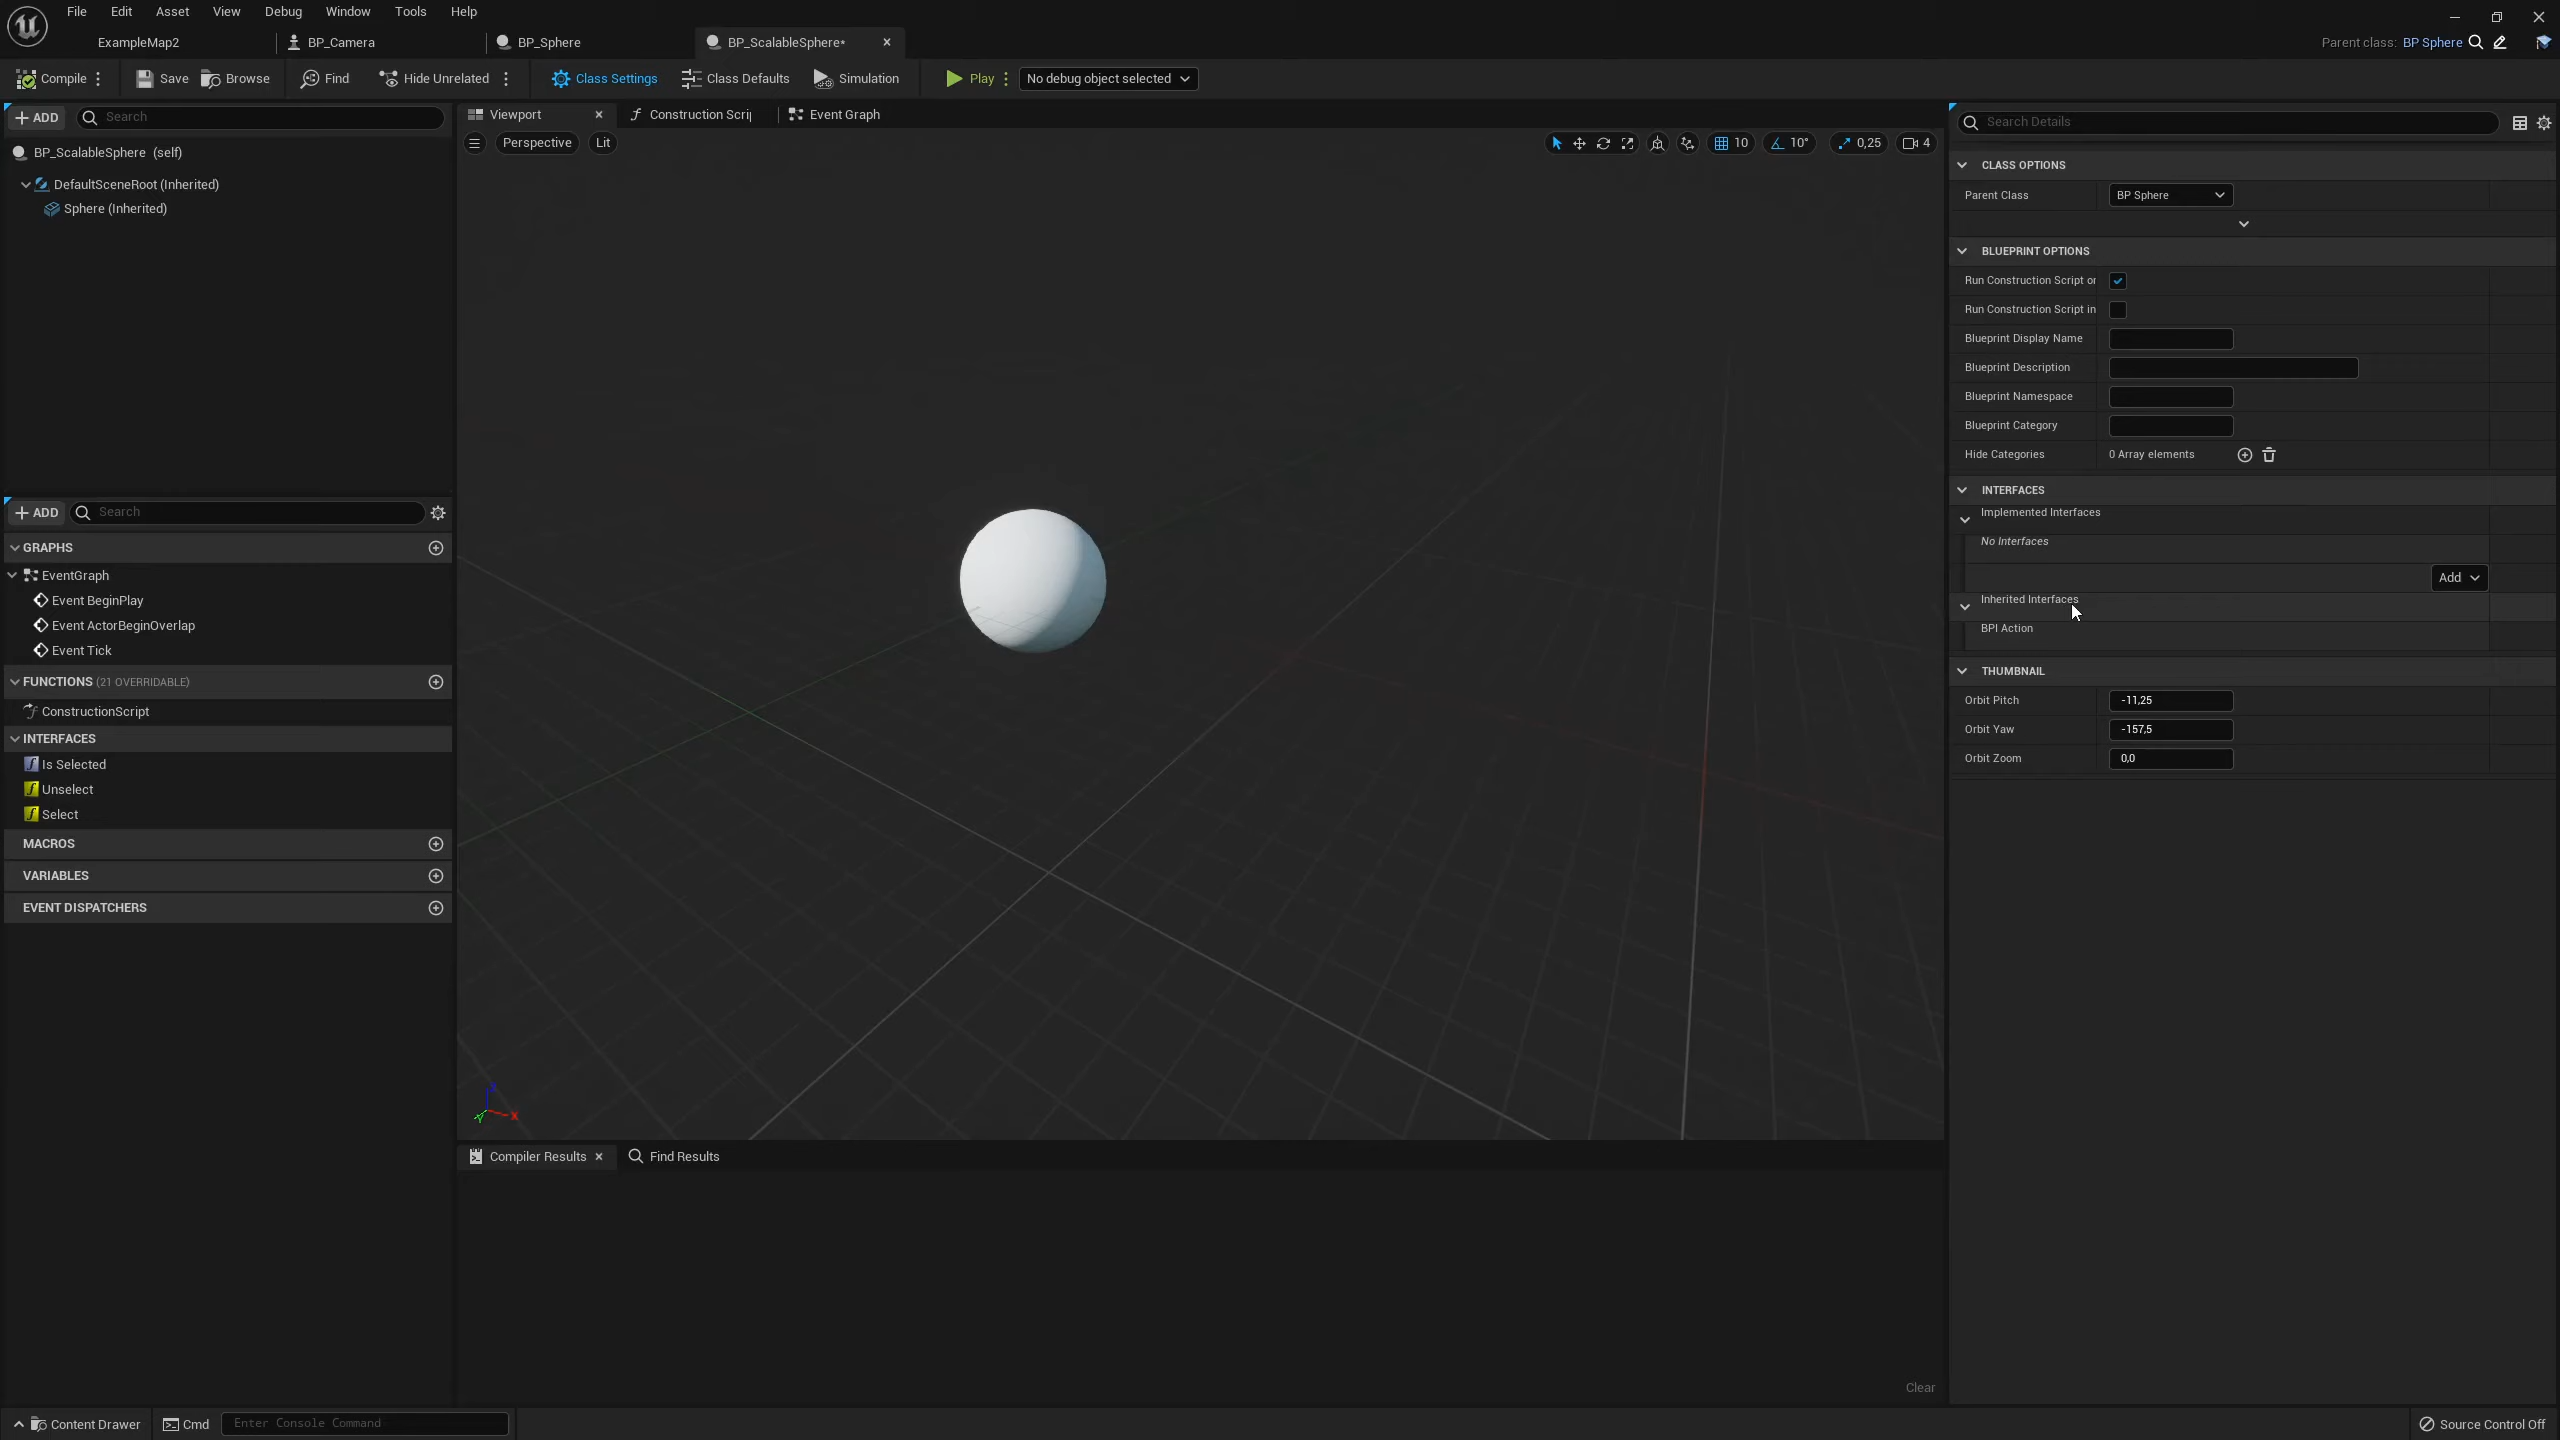 File Edit Asset View Debug Window Tools Help
ExampleMap2 BP_Camera BP_Sphere BP_ScalableSphere* Parent class: BP Sphere
Compile Save Browse Find Hide Unrelated Class Settings Class Defaults Simulation Play No debug object selected
ADD Search
BP_ScalableSphere (self)
DefaultSceneRoot (Inherited)
Sphere (Inherited)
ADD Search
GRAPHS
EventGraph
Event BeginPlay
Event ActorBeginOverlap
Event Tick
FUNCTIONS (21 OVERRIDABLE)
ConstructionScript
INTERFACES
Is Selected
Unselect
Select
MACROS
VARIABLES
EVENT DISPATCHERS
Viewport Construction Scrij Event Graph
Perspective Lit 10 10° 0,25 4
X
Compiler Results Find Results
Clear
Search Details
CLASS OPTIONS
Parent Class BP Sphere
BLUEPRINT OPTIONS
Run Construction Script or
Run Construction Script in
Blueprint Display Name
Blueprint Description
Blueprint Namespace
Blueprint Category
Hide Categories 0 Array elements
INTERFACES
Implemented Interfaces
No Interfaces
Add
Inherited Interfaces
BPI Action
THUMBNAIL
Orbit Pitch -11,25
Orbit Yaw -157,5
Orbit Zoom 0,0
Content Drawer Cmd Enter Console Command Source Control Off